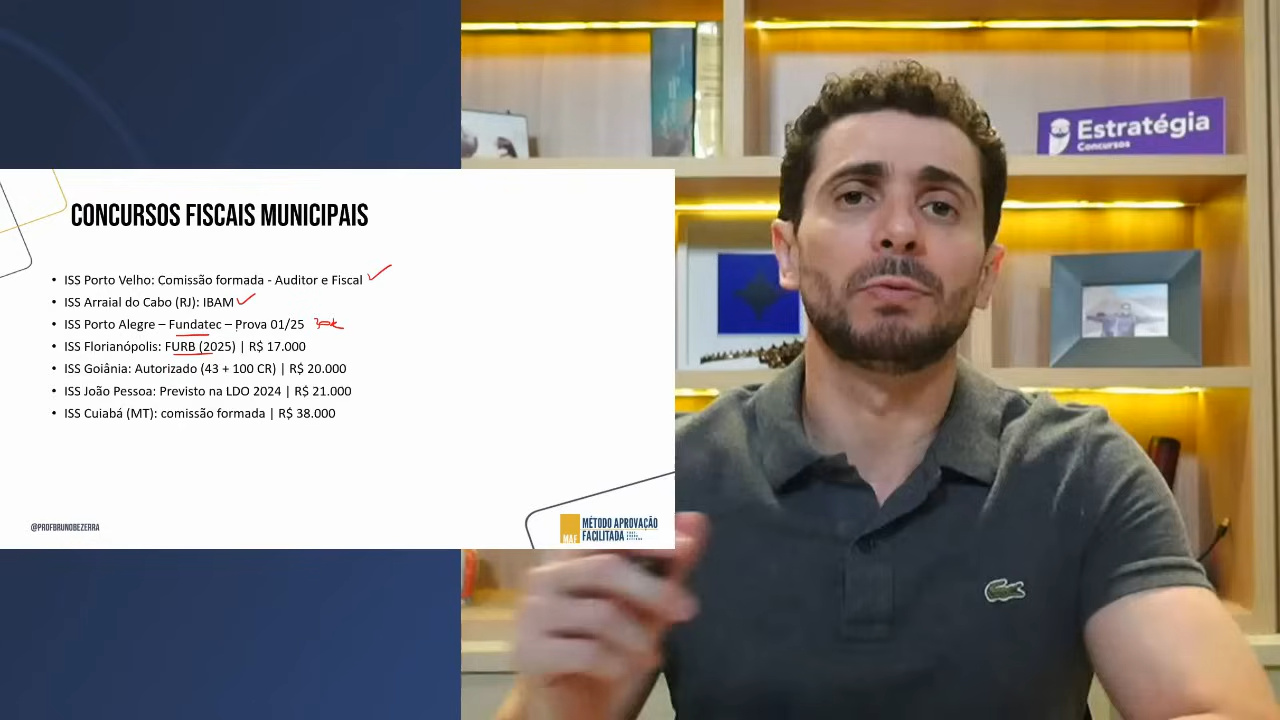 Estratégia
Concursos
CONCURSOS FISCAIS MUNICIPAIS
• ISS Porto Velho: Comissão formada - Auditor e Fiscal
• ISS Arraial do Cabo (RJ): IBAM
• ISS Porto Alegre – Fundatec – Prova 01/25
• ISS Florianópolis: FURB (2025) | R$ 17.000
• ISS Goiânia: Autorizado (43 + 100 CR) | R$ 20.000
• ISS João Pessoa: Previsto na LDO 2024 | R$ 21.000
• ISS Cuiabá (MT): comissão formada | R$ 38.000
@PROFBRUNOBEZERRA
MAF
MÉTODO APROVAÇÃO
FACILITADA